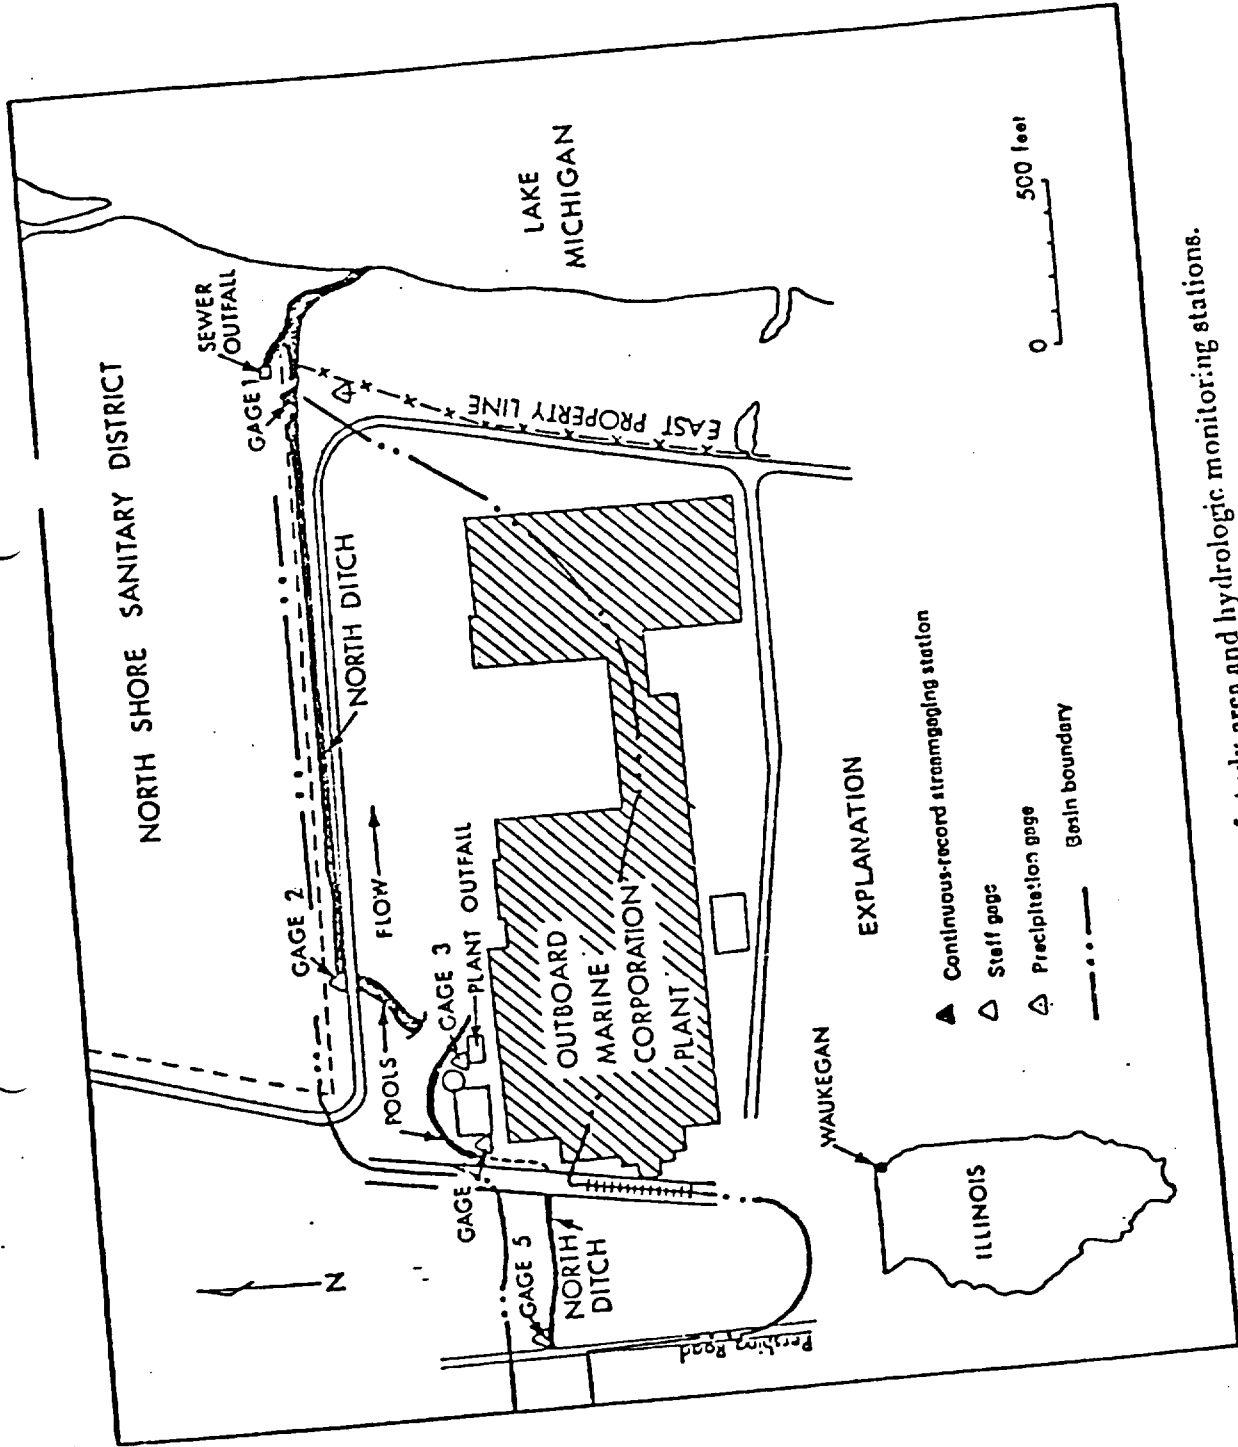 NORTH SHORE SANITARY DISTRICT
SEWER
OUTFALL
GAGE 1
LAKE
MICHIGAN
EAST PROPERTY LINE
NORTH DITCH
GAGE 2
FLOW
POOLS
GAGE 3
PLANT OUTFALL
OUTBOARD
MARINE
CORPORATION
PLANT
GAGE
GAGE 5
NORTH
DITCH
N
Pershing Road
0
500 feet
EXPLANATION
Continuous-record streamgaging station
Staff gage
Precipitation gage
Basin boundary
WAUKEGAN
ILLINOIS
area and hydrologic monitoring stations.